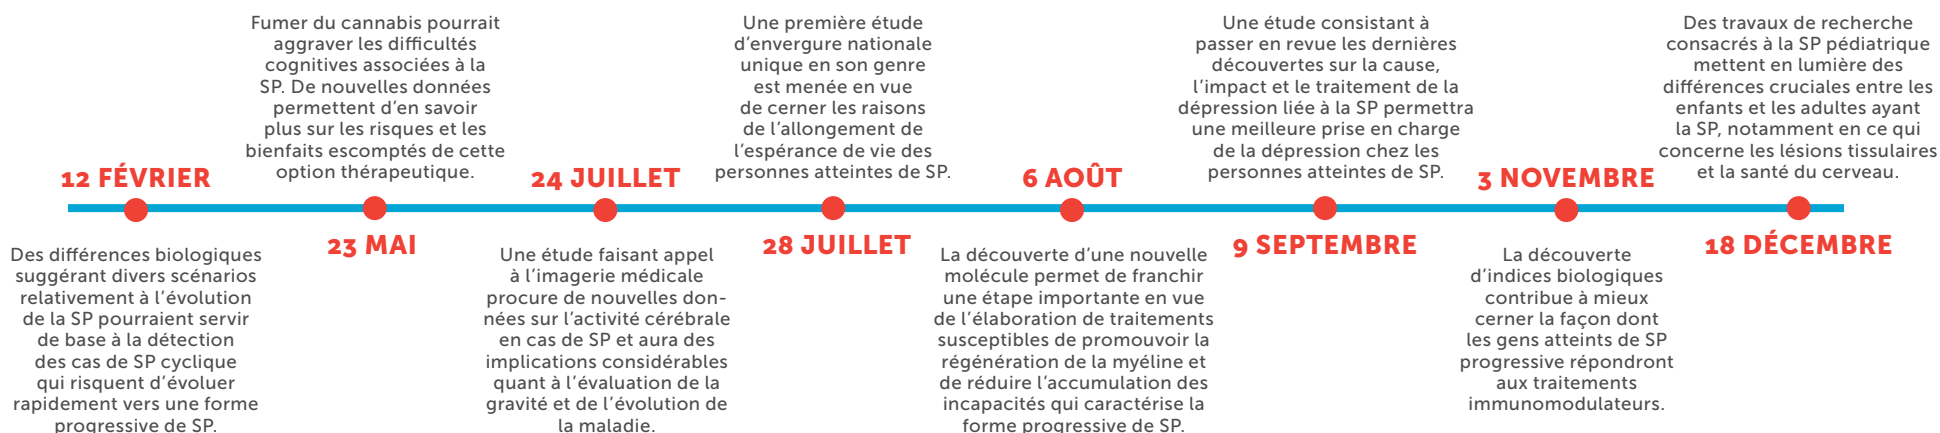 12 FÉVRIER
Des différences biologiques
suggérant divers scénarios
relativement à l’évolution
de la SP pourraient servir
de base à la détection
des cas de SP cyclique
qui risquent d’évoluer
rapidement vers une forme
progressive de SP.
Fumer du cannabis pourrait
aggraver les difficultés
cognitives associées à la
SP. De nouvelles données
permettent d’en savoir
plus sur les risques et les
bienfaits escomptés de cette
option thérapeutique.
23 MAI
24 JUILLET
Une étude faisant appel
à l’imagerie médicale
procure de nouvelles don-
nées sur l’activité cérébrale
en cas de SP et aura des
implications considérables
quant à l’évaluation de la
gravité et de l’évolution de
la maladie.
Une première étude
d’envergure nationale
unique en son genre
est menée en vue
de cerner les raisons
de l’allongement de
l’espérance de vie des
personnes atteintes de SP.
28 JUILLET
6 AOÛT
La découverte d’une nouvelle
molécule permet de franchir
une étape importante en vue
de l’élaboration de traitements
susceptibles de promouvoir la
régénération de la myéline et
de réduire l’accumulation des
incapacités qui caractérise la
forme progressive de SP.
Une étude consistant à
passer en revue les dernières
découvertes sur la cause,
l’impact et le traitement de la
dépression liée à la SP permettra
une meilleure prise en charge
de la dépression chez les
personnes atteintes de SP.
9 SEPTEMBRE
3 NOVEMBRE
La découverte
d’indices biologiques
contribue à mieux
cerner la façon dont
les gens atteints de SP
progressive répondront
aux traitements
immunomodulateurs.
Des travaux de recherche
consacrés à la SP pédiatrique
mettent en lumière des
différences cruciales entre les
enfants et les adultes ayant
la SP, notamment en ce qui
concerne les lésions tissulaires
et la santé du cerveau.
18 DÉCEMBRE